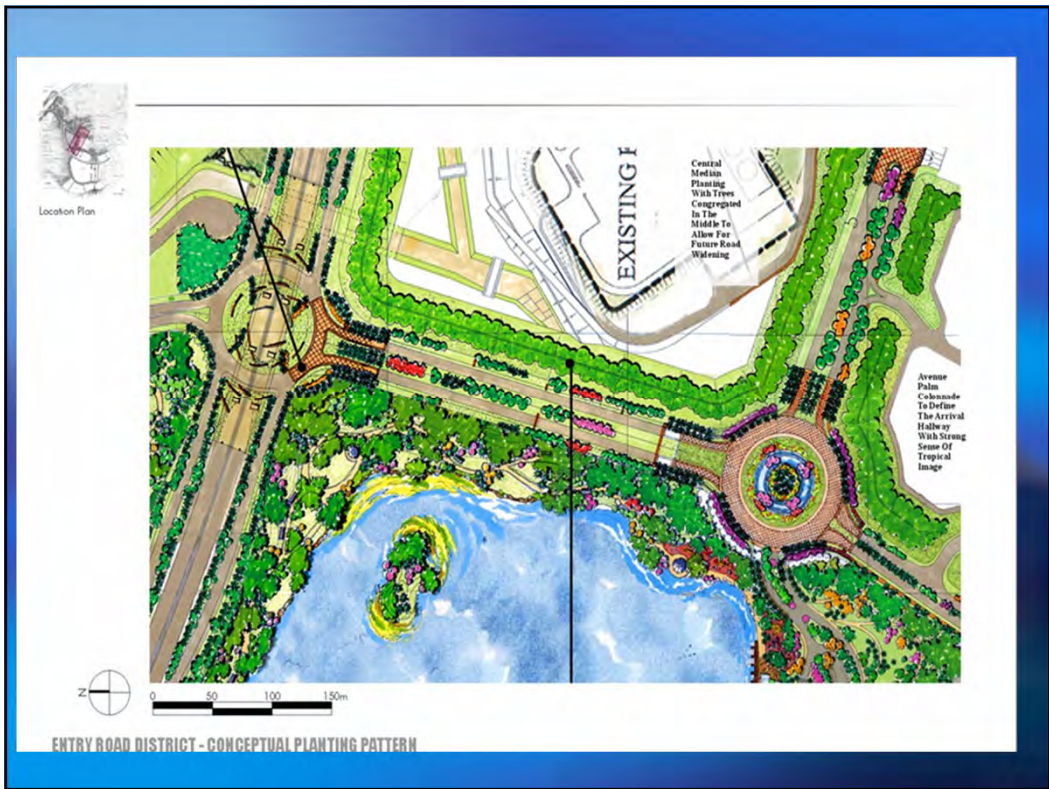 Location Plan
EXISTING
Central
Median
Planting
With Trees
Congregated
In The
Middle To
Allow For
Future Road
Widening
Avenue
Palm
Colonnade
To Define
The Arrival
Hallway
With Strong
Sense Of
Tropical
Image
N
0 50 100 150m
ENTRY ROAD DISTRICT - CONCEPTUAL PLANTING PATTERN